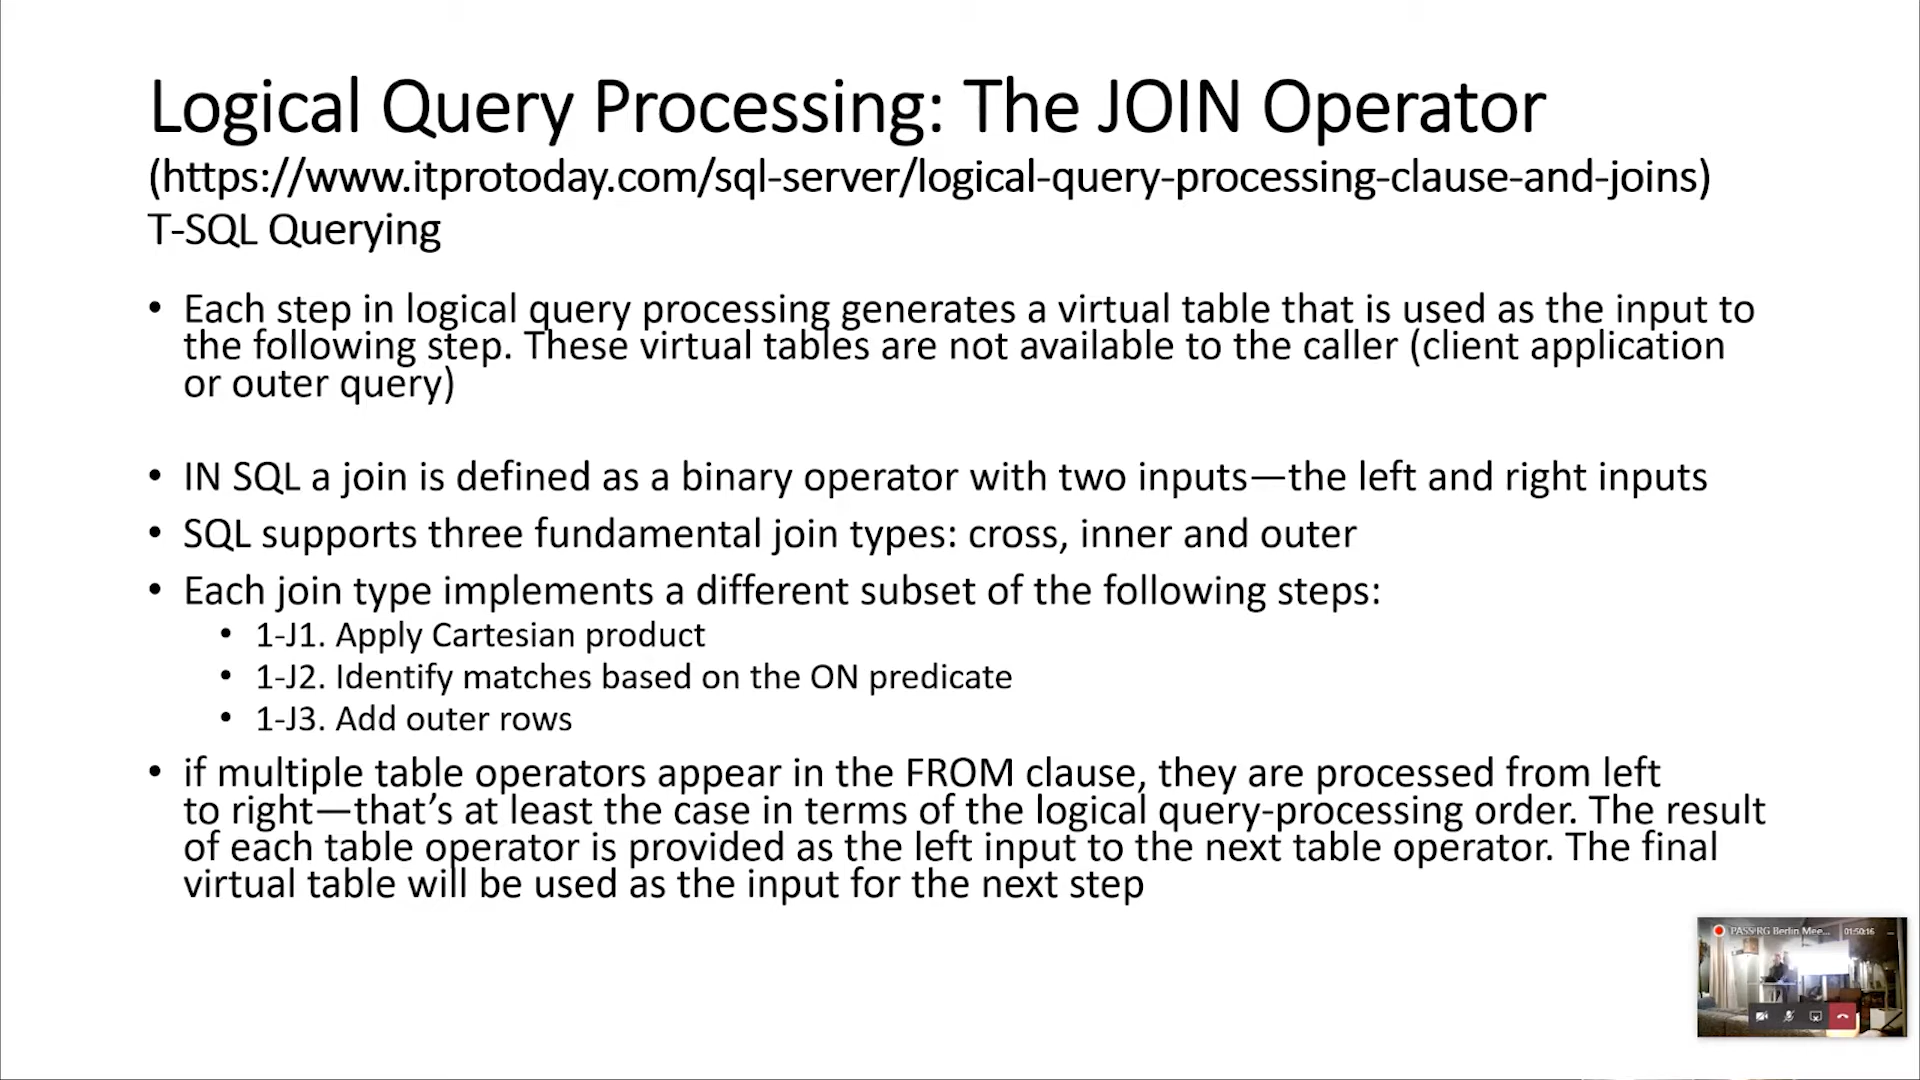 Logical Query Processing: The JOIN Operator
(https://www.itprotoday.com/sql-server/logical-query-processing-clause-and-joins)
T-SQL Querying
• Each step in logical query processing generates a virtual table that is used as the input to
the following step. These virtual tables are not available to the caller (client application
or outer query)
• IN SQL a join is defined as a binary operator with two inputs—the left and right inputs
• SQL supports three fundamental join types: cross, inner and outer
• Each join type implements a different subset of the following steps:
• 1-J1. Apply Cartesian product
• 1-J2. Identify matches based on the ON predicate
• 1-J3. Add outer rows
• if multiple table operators appear in the FROM clause, they are processed from left
to right—that’s at least the case in terms of the logical query-processing order. The result
of each table operator is provided as the left input to the next table operator. The final
virtual table will be used as the input for the next step
PASS RG Berlin Mee... 01:50:16